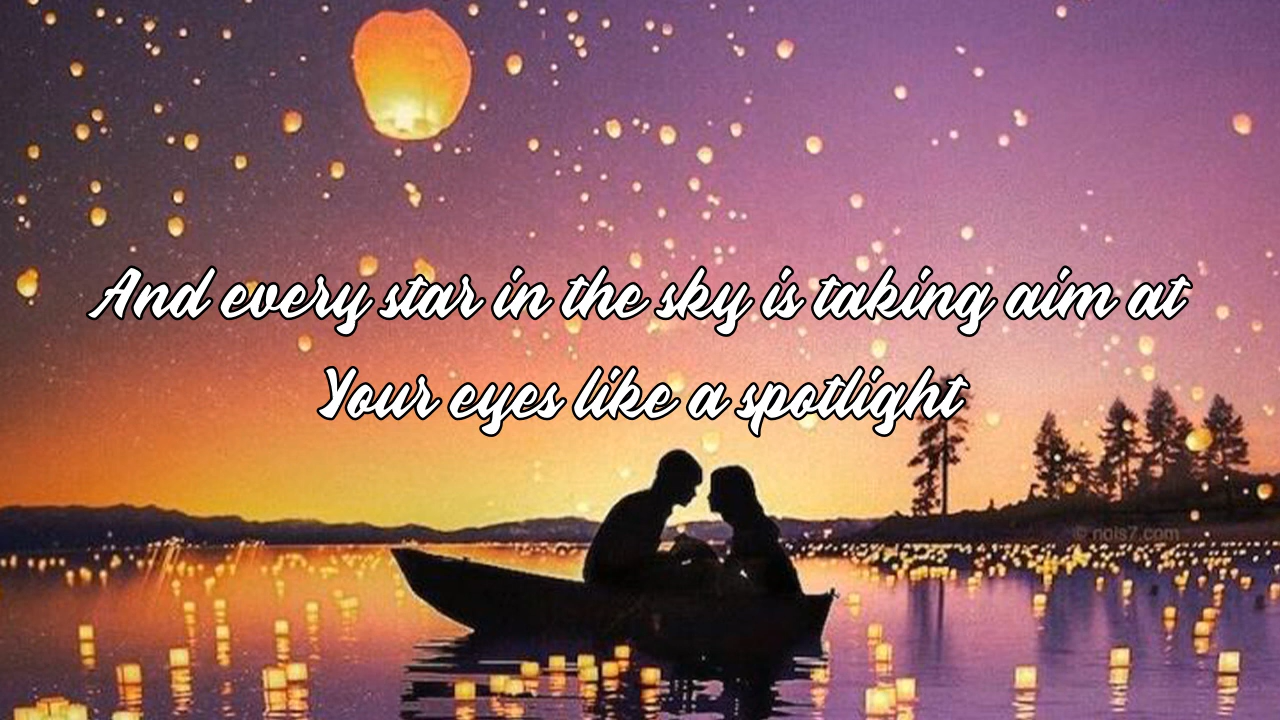 And every star in the sky is taking aim at
Your eyes like a spotlight
© nois7.com